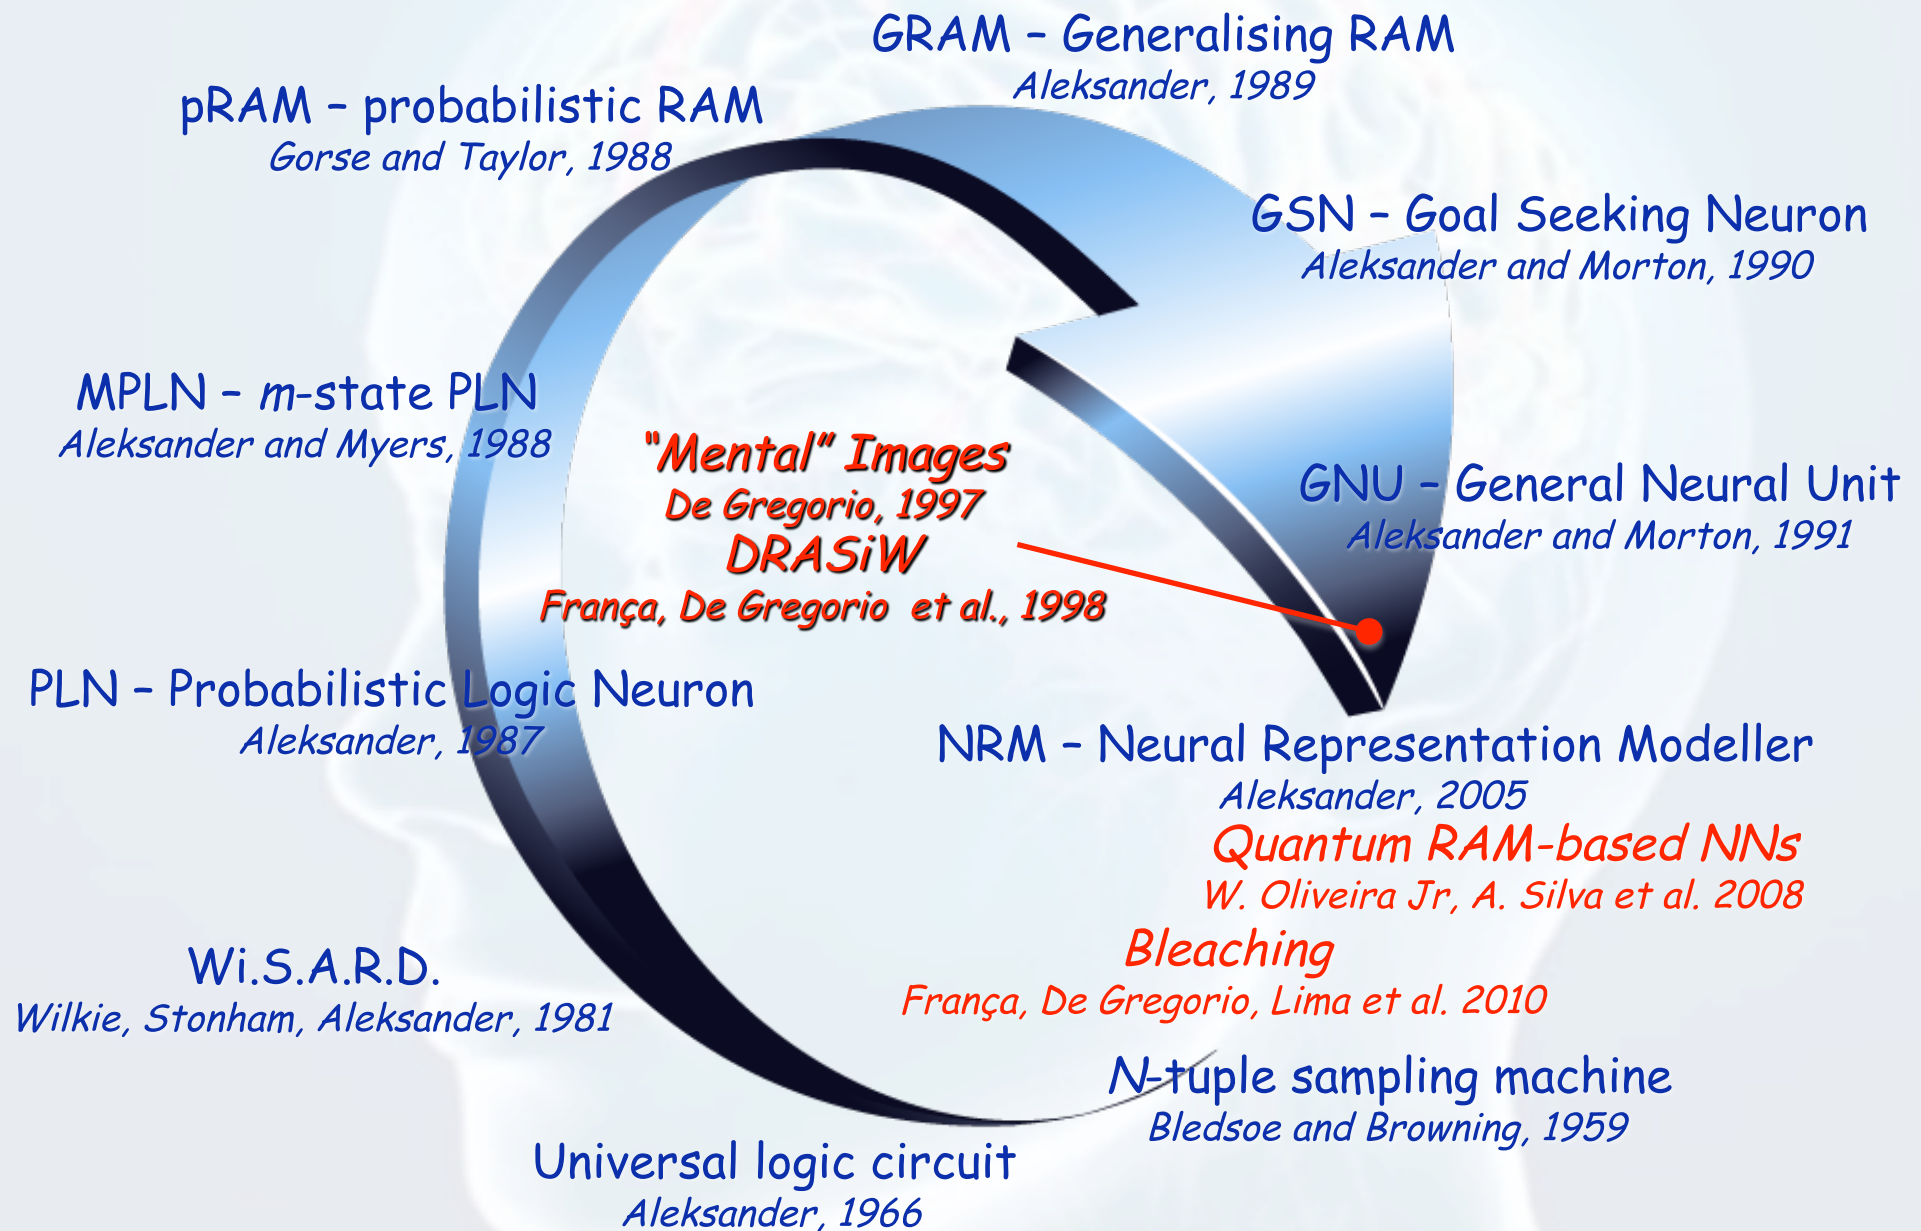 GRAM – Generalising RAM
Aleksander, 1989
pRAM – probabilistic RAM
Gorse and Taylor, 1988
GSN – Goal Seeking Neuron
Aleksander and Morton, 1990
MPLN – m-state PLN
Aleksander and Myers, 1988
“Mental” Images
De Gregorio, 1997
DRASiW
França, De Gregorio et al., 1998
GNU – General Neural Unit
Aleksander and Morton, 1991
PLN – Probabilistic Logic Neuron
Aleksander, 1987
NRM – Neural Representation Modeller
Aleksander, 2005
Quantum RAM-based NNs
W. Oliveira Jr, A. Silva et al. 2008
Bleaching
França, De Gregorio, Lima et al. 2010
Wi.S.A.R.D.
Wilkie, Stonham, Aleksander, 1981
N-tuple sampling machine
Bledsoe and Browning, 1959
Universal logic circuit
Aleksander, 1966